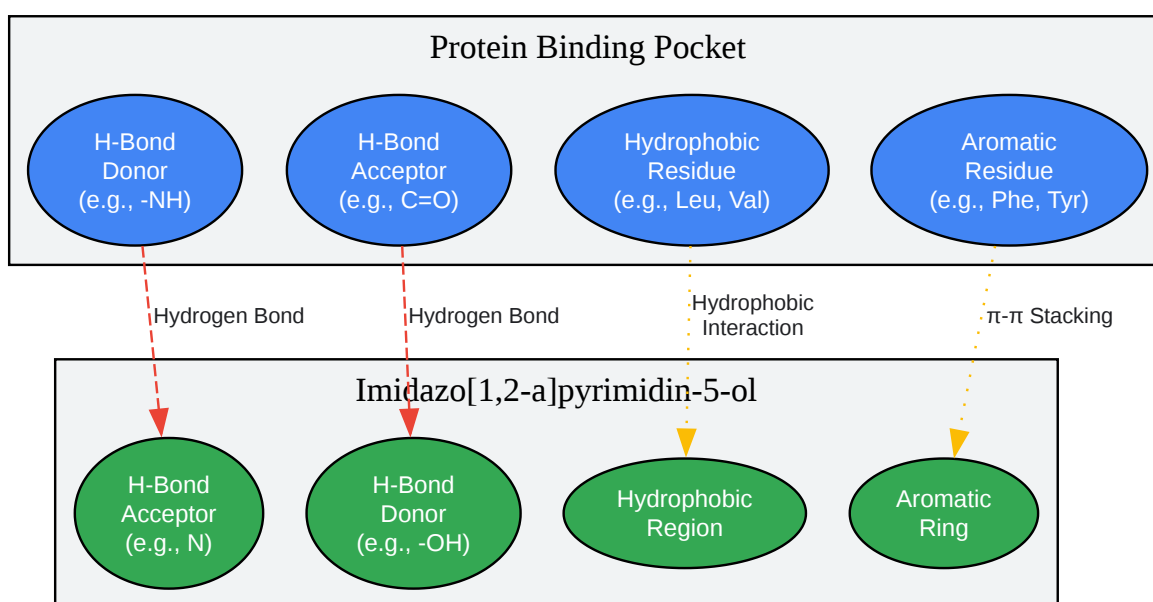 Protein Binding Pocket
H-Bond
Donor
(e.g., -NH)
H-Bond
Acceptor
(e.g., C=O)
Hydrophobic
Residue
(e.g., Leu, Val)
Aromatic
Residue
(e.g., Phe, Tyr)
Hydrogen Bond
Hydrogen Bond
Hydrophobic
Interaction
π-π Stacking
Imidazo[1,2-a]pyrimidin-5-ol
H-Bond
Acceptor
(e.g., N)
H-Bond
Donor
(e.g., -OH)
Hydrophobic
Region
Aromatic
Ring